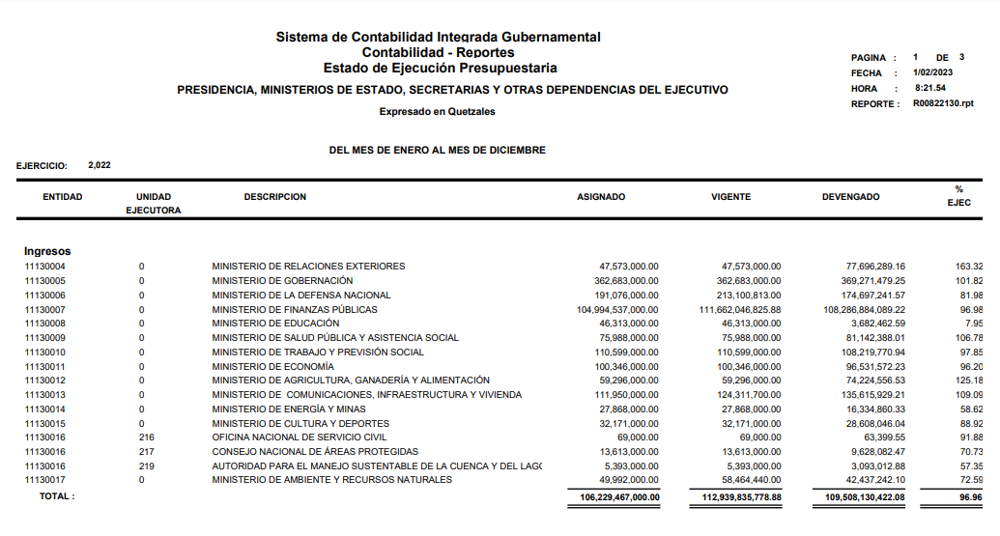 Sistema de Contabilidad Integrada Gubernamental
Contabilidad - Reportes
Estado de Ejecución Presupuestaria
PRESIDENCIA, MINISTERIOS DE ESTADO, SECRETARIAS Y OTRAS DEPENDENCIAS DEL EJECUTIVO
Expresado en Quetzales
PAGINA : 1 DE 3
FECHA : 1/02/2023
HORA : 8:21.54
REPORTE : R00822130.rpt
DEL MES DE ENERO AL MES DE DICIEMBRE
EJERCICIO: 2,022
ENTIDAD UNIDAD EJECUTORA DESCRIPCION ASIGNADO VIGENTE DEVENGADO % EJEC
Ingresos
11130004 0 MINISTERIO DE RELACIONES EXTERIORES 47,573,000.00 47,573,000.00 77,696,289.16 163.32
11130005 0 MINISTERIO DE GOBERNACIÓN 362,683,000.00 362,683,000.00 369,271,479.25 101.82
11130006 0 MINISTERIO DE LA DEFENSA NACIONAL 191,076,000.00 213,100,813.00 174,697,241.57 81.98
11130007 0 MINISTERIO DE FINANZAS PÚBLICAS 104,994,537,000.00 111,662,046,825.88 108,286,884,089.22 96.98
11130008 0 MINISTERIO DE EDUCACIÓN 46,313,000.00 46,313,000.00 3,682,462.59 7.95
11130009 0 MINISTERIO DE SALUD PÚBLICA Y ASISTENCIA SOCIAL 75,988,000.00 75,988,000.00 81,142,388.01 106.78
11130010 0 MINISTERIO DE TRABAJO Y PREVISIÓN SOCIAL 110,599,000.00 110,599,000.00 108,219,770.94 97.85
11130011 0 MINISTERIO DE ECONOMÍA 100,346,000.00 100,346,000.00 96,531,572.23 96.20
11130012 0 MINISTERIO DE AGRICULTURA, GANADERÍA Y ALIMENTACIÓN 59,296,000.00 59,296,000.00 74,224,556.53 125.18
11130013 0 MINISTERIO DE COMUNICACIONES, INFRAESTRUCTURA Y VIVIENDA 111,950,000.00 124,311,700.00 135,615,929.21 109.09
11130014 0 MINISTERIO DE ENERGÍA Y MINAS 27,868,000.00 27,868,000.00 16,334,860.33 58.62
11130015 0 MINISTERIO DE CULTURA Y DEPORTES 32,171,000.00 32,171,000.00 28,608,046.04 88.92
11130016 216 OFICINA NACIONAL DE SERVICIO CIVIL 69,000.00 69,000.00 63,399.55 91.88
11130016 217 CONSEJO NACIONAL DE ÁREAS PROTEGIDAS 13,613,000.00 13,613,000.00 9,628,082.47 70.73
11130016 219 AUTORIDAD PARA EL MANEJO SUSTENTABLE DE LA CUENCA Y DEL LAGO 5,393,000.00 5,393,000.00 3,093,012.88 57.35
11130017 0 MINISTERIO DE AMBIENTE Y RECURSOS NATURALES 49,992,000.00 58,464,440.00 42,437,242.10 72.59
TOTAL : 106,229,467,000.00 112,939,835,778.88 109,508,130,422.08 96.96